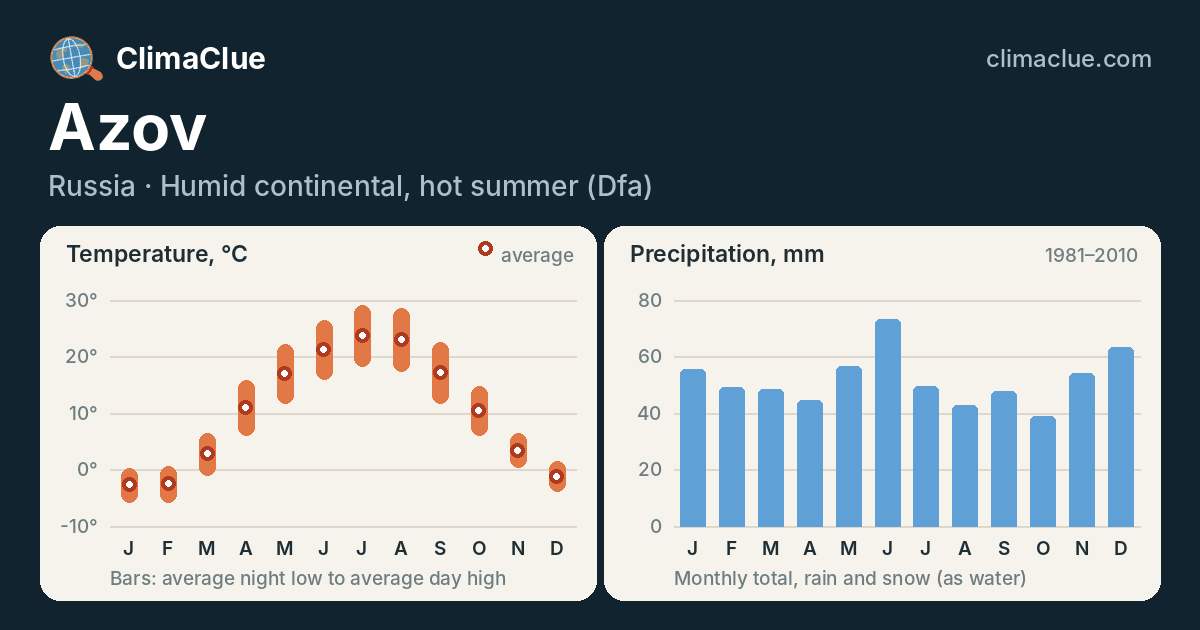 ClimaClue
climaclue.com
Azov
Russia · Humid continental, hot summer (Dfa)
Temperature, °C
average
30°
20°
10°
0°
-10°
J F M A M J J A S O N D
Bars: average night low to average day high
Precipitation, mm
1981–2010
80
60
40
20
0
J F M A M J J A S O N D
Monthly total, rain and snow (as water)